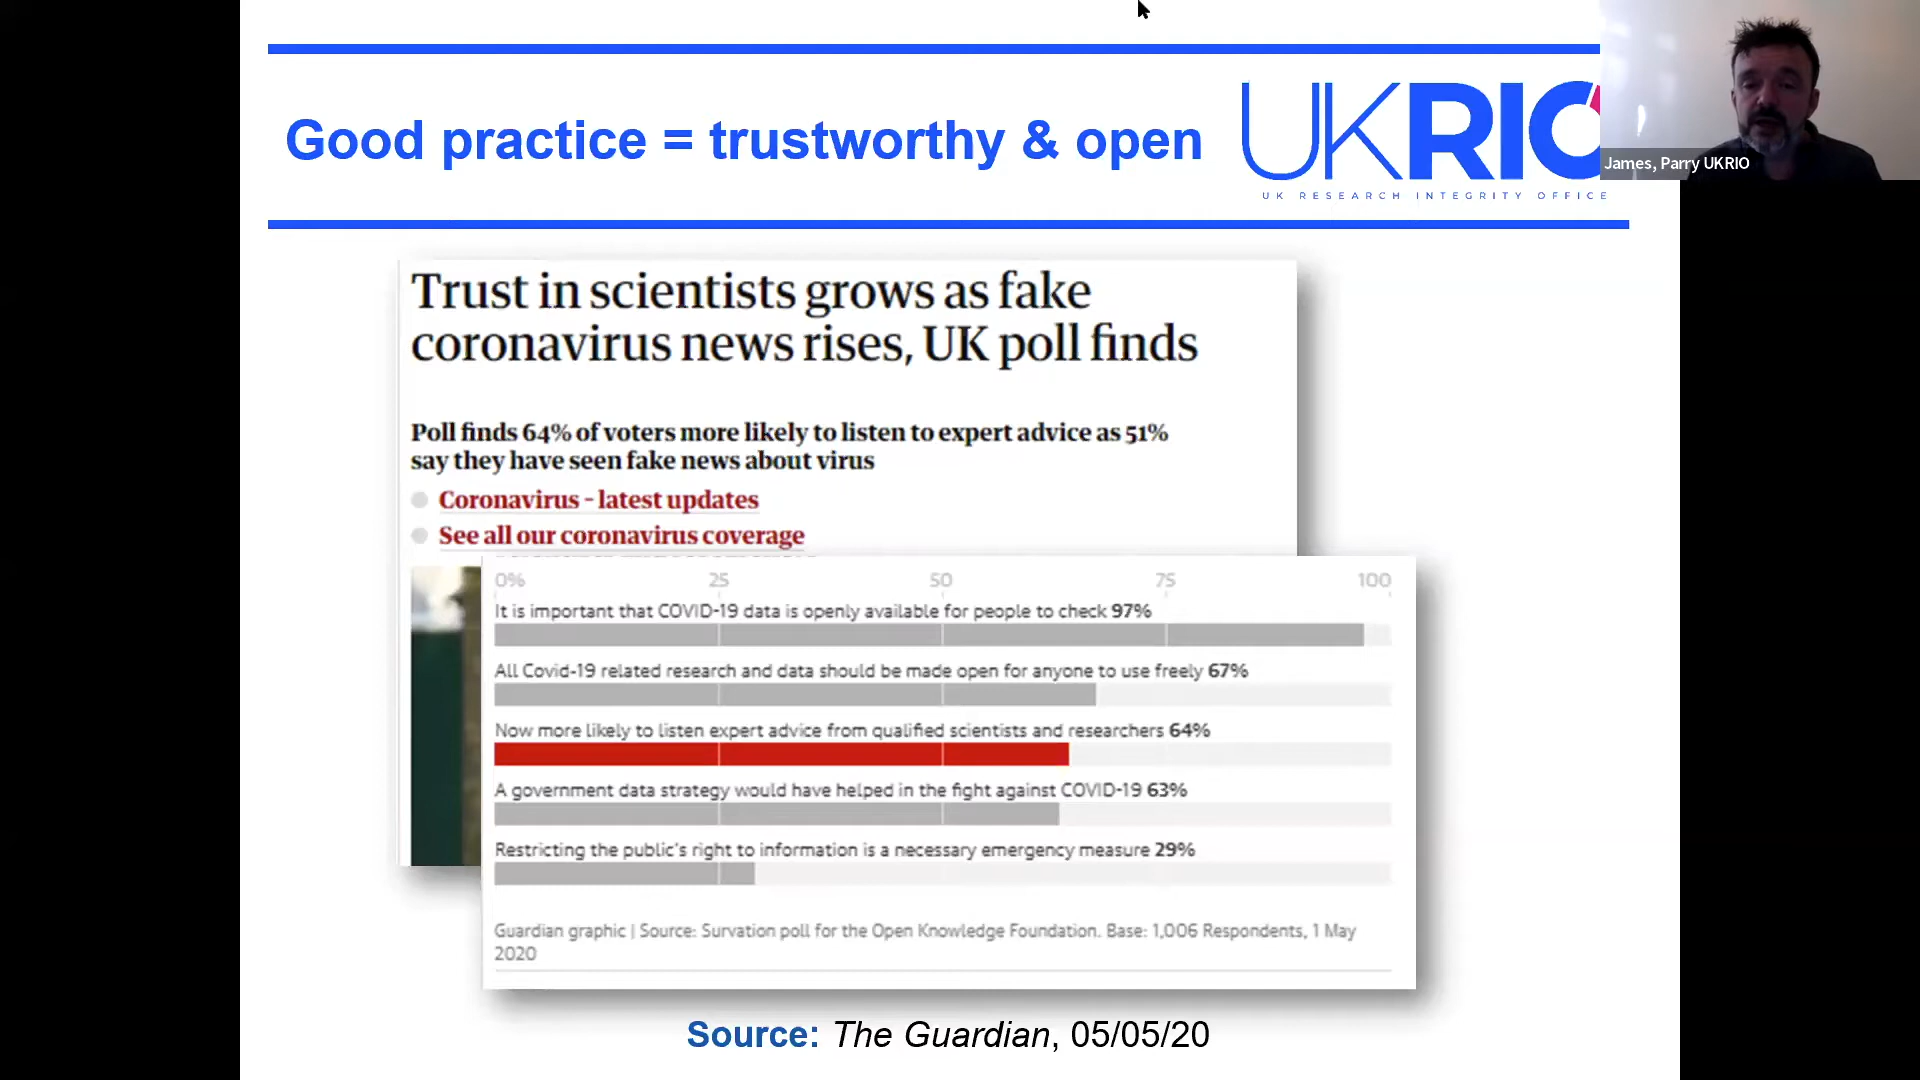 Good practice = trustworthy & open
UKRIO
UK RESEARCH INTEGRITY OFFICE
James, Parry UKRIO
Trust in scientists grows as fake
coronavirus news rises, UK poll finds
Poll finds 64% of voters more likely to listen to expert advice as 51%
say they have seen fake news about virus
Coronavirus - latest updates
See all our coronavirus coverage
0% 25 50 75 100
It is important that COVID-19 data is openly available for people to check 97%
All Covid-19 related research and data should be made open for anyone to use freely 67%
Now more likely to listen expert advice from qualified scientists and researchers 64%
A government data strategy would have helped in the fight against COVID-19 63%
Restricting the public's right to information is a necessary emergency measure 29%
Guardian graphic | Source: Survation poll for the Open Knowledge Foundation. Base: 1,006 Respondents, 1 May
2020
Source: The Guardian, 05/05/20